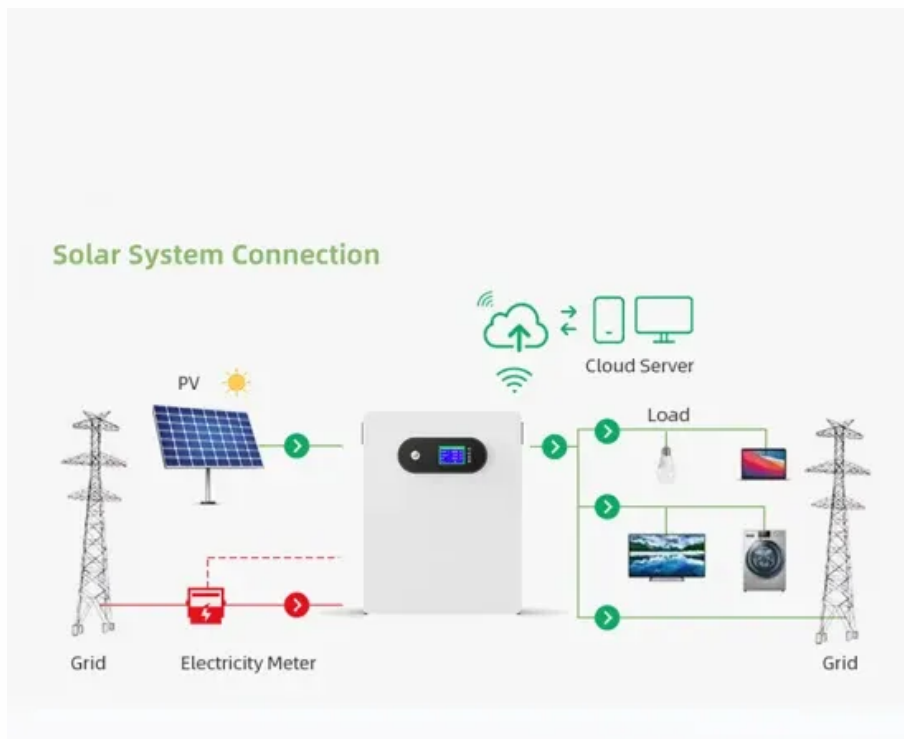 Solar System Connection
Cloud Server
PV
Load
Grid
Electricity Meter
Grid